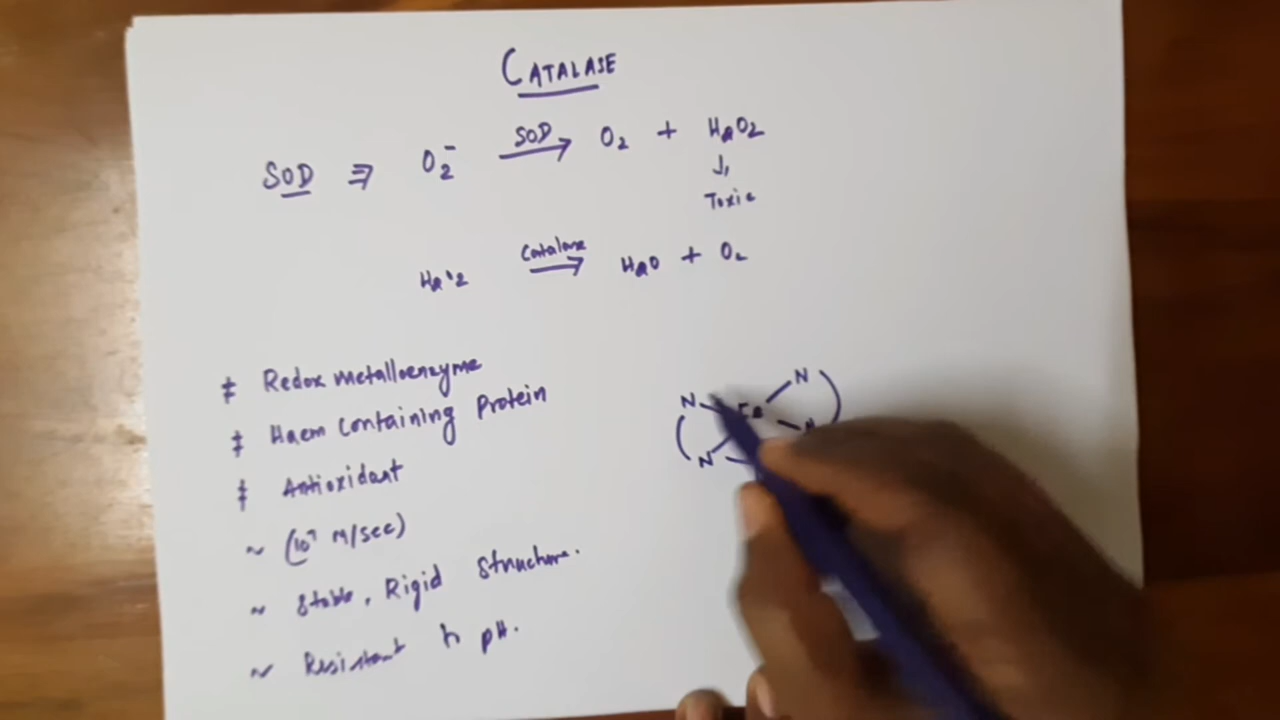 CATALASE
SOD ⇒ O2⁻ SOD → O2 + H2O2
↓
Toxic
H2O2 Catalase → H2O + O2
‡ Redox metalloenzyme
‡ Haem Containing Protein
‡ Antioxidant
~ (10⁷ M/sec)
~ Stable, Rigid Structure.
~ Resistant to pH.
N N
Fe
N N